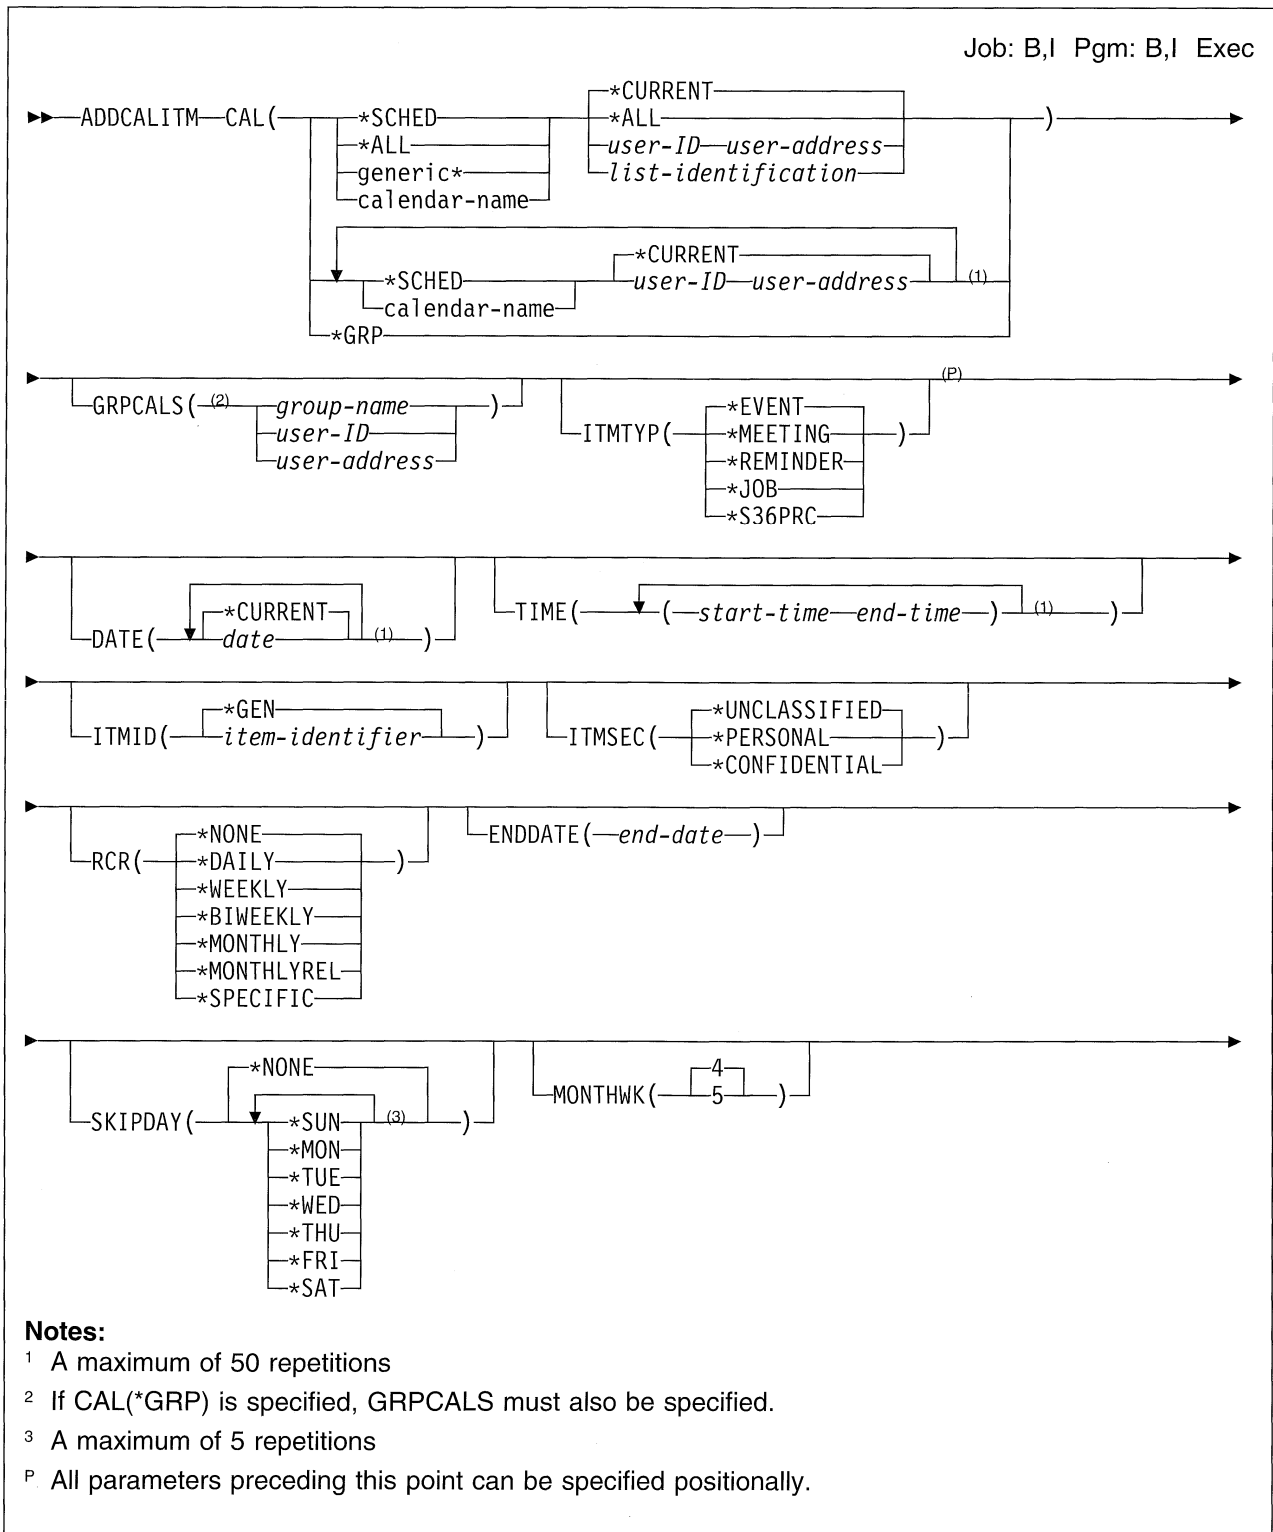 Job: B,I Pgm: B,I Exec
*CURRENT
ADDCALITM CAL( *SCHED *ALL )
*ALL user-ID user-address
generic* list-identification
calendar-name
*CURRENT
*SCHED user-ID user-address (1)
calendar-name
*GRP
(P)
GRPCALS( (2) group-name ) *EVENT
user-ID ITMTYP( *MEETING )
user-address *REMINDER
*JOB
*S36PRC
*CURRENT TIME( ( start-time end-time ) (1) )
DATE( date (1) )
*GEN *UNCLASSIFIED
ITMID( item-identifier ) ITMSEC( *PERSONAL )
*CONFIDENTIAL
*NONE ENDDATE( end-date )
RCR( *DAILY )
*WEEKLY
*BIWEEKLY
*MONTHLY
*MONTHLYREL
*SPECIFIC
*NONE 4
MONTHWK( 5 )
SKIPDAY( *SUN (3) )
*MON
*TUE
*WED
*THU
*FRI
*SAT
Notes:
1 A maximum of 50 repetitions
2 If CAL(*GRP) is specified, GRPCALS must also be specified.
3 A maximum of 5 repetitions
P All parameters preceding this point can be specified positionally.